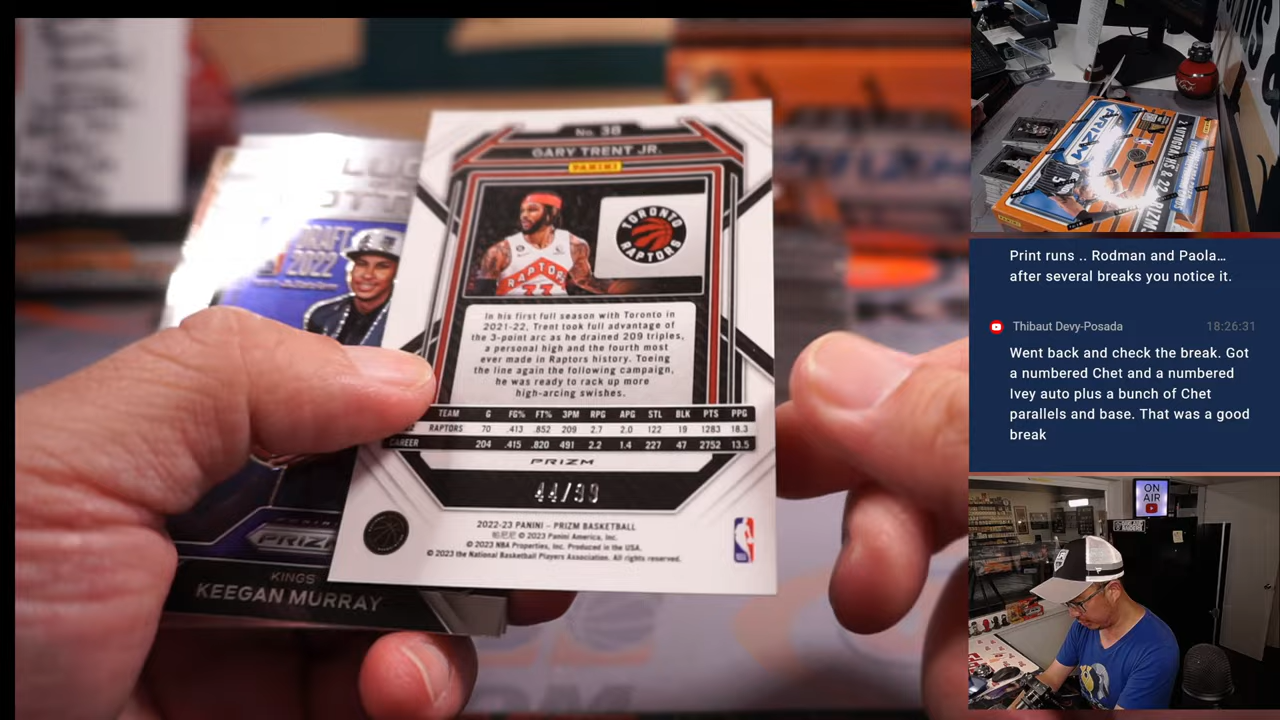 No. 38
GARY TRENT JR.
PANINI
TORONTO
RAPTORS
In his first full season with Toronto in
2021-22, Trent took full advantage of
the 3-point arc as he drained 209 triples,
a personal high and the fourth most
ever made in Raptors history. Toeing
the line again the following campaign,
he was ready to rack up more
high-arcing swishes.
TEAM G FG% FT% 3PM RPG APG STL BLK PTS PPG
RAPTORS 70 .413 .852 209 2.7 2.0 122 19 1283 18.3
CAREER 204 .415 .820 491 2.2 1.4 227 47 2752 13.5
PRIZM
44/99
2022-23 PANINI - PRIZM BASKETBALL
帕尼尼 © 2023 Panini America, Inc.
© 2023 NBA Properties, Inc. Produced in the USA.
© 2023 the National Basketball Players Association. All rights reserved.
NBA
DRAFT
2022
KINGS
KEEGAN MURRAY
PRIZM
Print runs .. Rodman and Paola…
after several breaks you notice it.
Thibaut Devy-Posada 18:26:31
Went back and check the break. Got
a numbered Chet and a numbered
Ivey auto plus a bunch of Chet
parallels and base. That was a good
break
ON
AIR